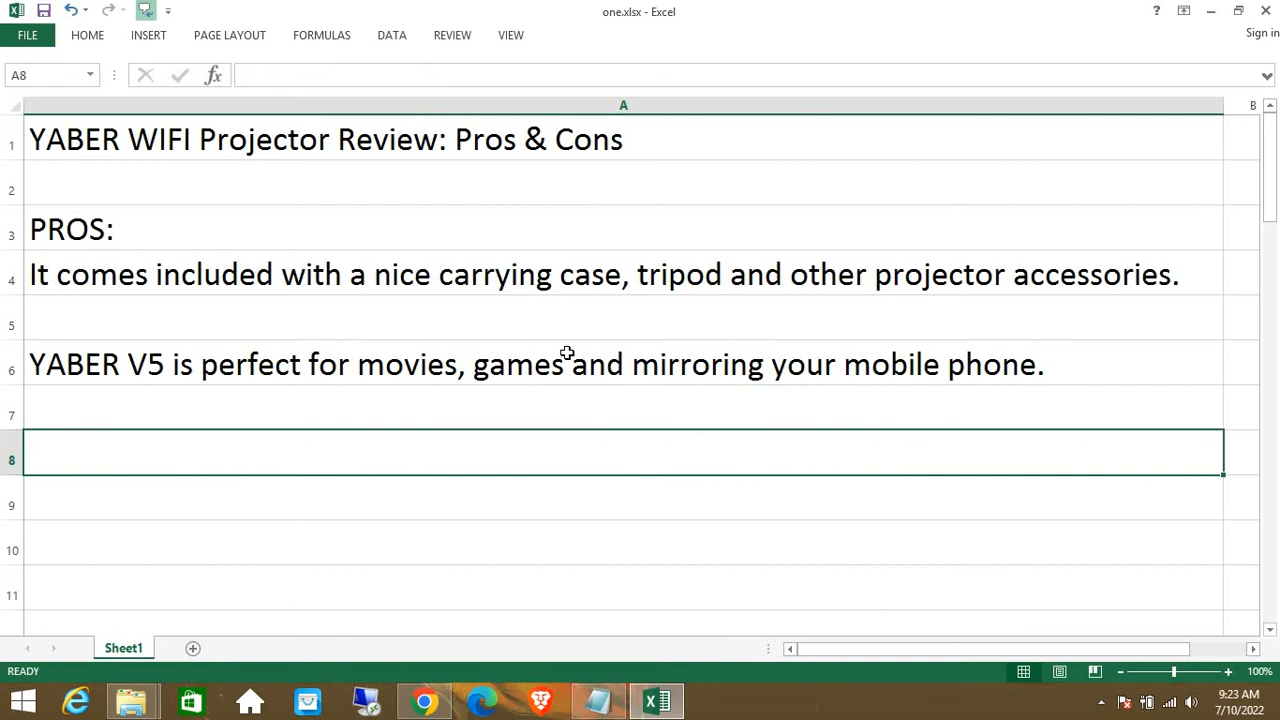 one.xlsx - Excel
?
FILE HOME INSERT PAGE LAYOUT FORMULAS DATA REVIEW VIEW
Sign in
A8
fx
A B
1 YABER WIFI Projector Review: Pros & Cons
2
3 PROS:
4 It comes included with a nice carrying case, tripod and other projector accessories.
5
6 YABER V5 is perfect for movies, games and mirroring your mobile phone.
7
8
9
10
11
Sheet1
READY
100%
9:23 AM
7/10/2022